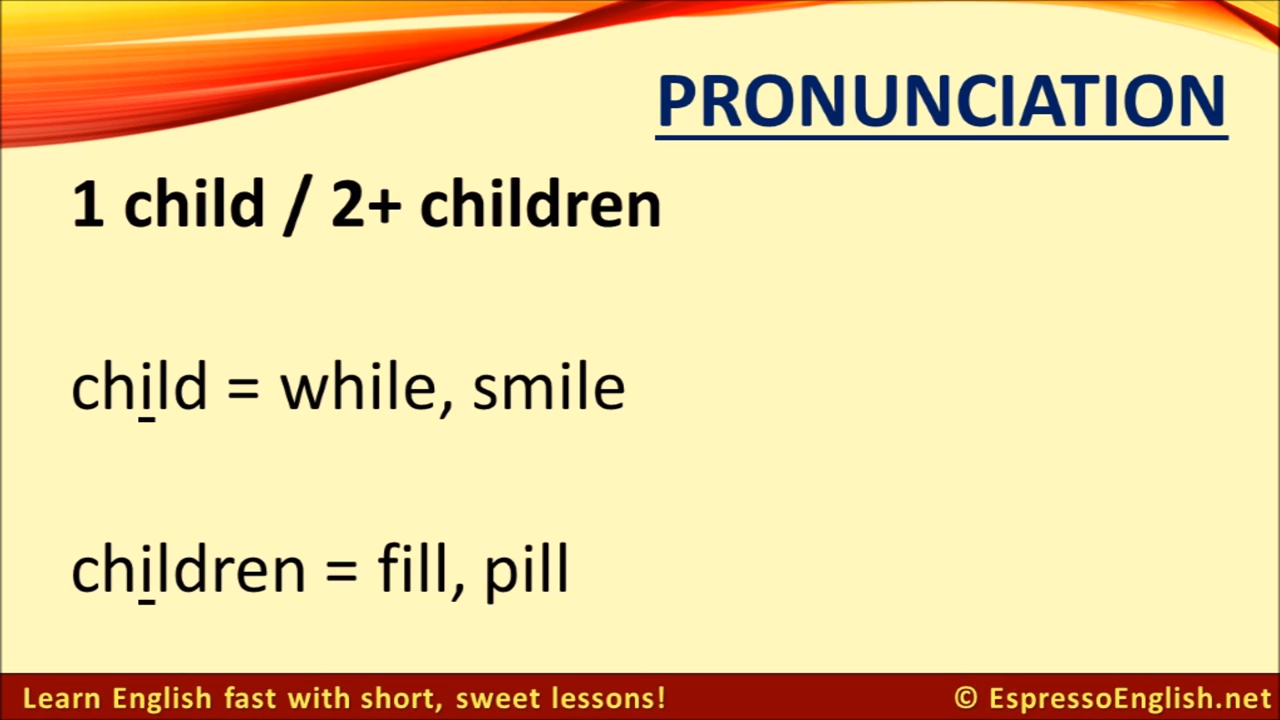 PRONUNCIATION
1 child / 2+ children
child = while, smile
children = fill, pill
Learn English fast with short, sweet lessons!
© EspressoEnglish.net